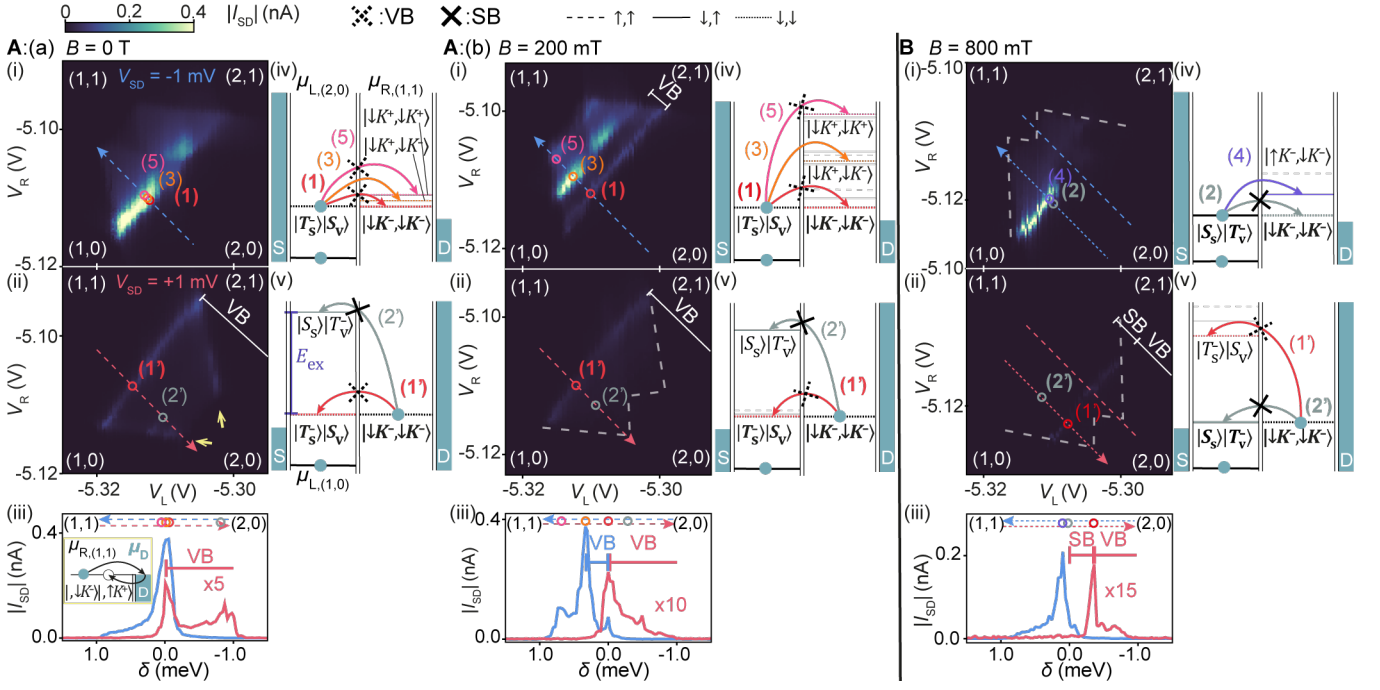 |I_SD| (nA)
0 0.2 0.4
:VB :SB ↑,↑ ↓,↑ ↓,↓
A:(a) B = 0 T
(i) (1,1) V_SD = -1 mV (2,1)
-5.10
V_R (V)
(5)
(3)
(1)
(1,0) (2,0)
-5.12
(iv) μ_L,(2,0) μ_R,(1,1)
|↓K⁺,↓K⁺⟩
|↓K⁺,↓K⁻⟩
(5)
(3)
(1)
|T_S⁻⟩|S_V⟩ |↓K⁻,↓K⁻⟩
S D
(ii) (1,1) V_SD = +1 mV (2,1)
VB
-5.10
V_R (V)
(1')
(2')
(1,0) (2,0)
-5.12
-5.32 -5.30
V_L (V)
(v)
|S_S⟩|T_V⁻⟩ (2')
E_ex
(1')
|T_S⁻⟩|S_V⟩ |↓K⁻,↓K⁻⟩
S D
μ_L,(1,0)
(iii) (1,1) (2,0)
0.4
|I_SD| (nA)
μ_R,(1,1) μ_D
|,↓K⁻⟩|,↑K⁺⟩ D
VB
x5
0.0
1.0 0.0 -1.0
δ (meV)
A:(b) B = 200 mT
(i) (1,1) (2,1)
VB
-5.10
V_R (V)
(5)
(3)
(1)
(1,0) (2,0)
-5.12
(iv)
(5)
|↓K⁺,↓K⁺⟩
(3)
|↓K⁺,↓K⁻⟩
(1)
|T_S⁻⟩|S_V⟩ |↓K⁻,↓K⁻⟩
S D
(ii) (1,1) (2,1)
VB
-5.10
V_R (V)
(1')
(2')
(1,0) (2,0)
-5.12
-5.32 -5.30
V_L (V)
(v)
(2')
|S_S⟩|T_V⁻⟩
(1')
|T_S⁻⟩|S_V⟩ |↓K⁻,↓K⁻⟩
S D
(iii) (1,1) (2,0)
0.4
|I_SD| (nA)
VB VB
x10
0.0
1.0 0.0 -1.0
δ (meV)
B B = 800 mT
(i) -5.10
(1,1) (2,1)
V_R (V)
(4)
-5.12
(2)
(1,0) (2,0)
-5.10
(iv)
|↑K⁻,↓K⁻⟩
(4)
(2)
|S_S⟩|T_V⁻⟩ |↓K⁻,↓K⁻⟩
S D
(ii) (1,1) (2,1)
SB VB
V_R (V)
(2')
(1')
-5.12
(1,0) (2,0)
-5.32 -5.30
V_L (V)
(v)
|T_S⁻⟩|S_V⟩ (1')
(2')
|S_S⟩|T_V⁻⟩ |↓K⁻,↓K⁻⟩
S D
(iii) (1,1) (2,0)
SB VB
0.2
|I_SD| (nA)
x15
0
1.0 0.0 -1.0
δ (meV)